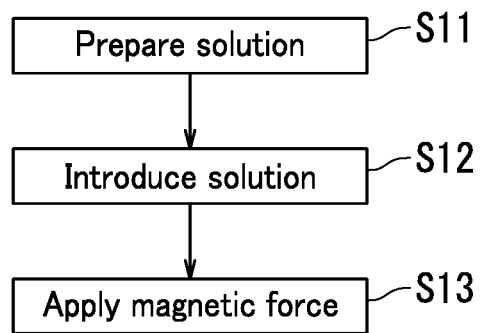 Prepare solution
S11
Introduce solution
S12
Apply magnetic force
S13